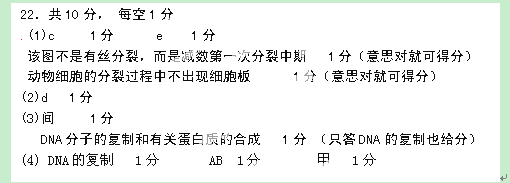 22．共10分， 每空1分
(1)c 1分 e 1分
该图不是有丝分裂，而是减数第一次分裂中期 1分（意思对就可得分）
动物细胞的分裂过程中不出现细胞板 1分（意思对就可得分）
(2)d 1分
(3)间 1分
DNA分子的复制和有关蛋白质的合成 1分 （只答DNA的复制也给分）
(4) DNA的复制 1分 AB 1分 甲 1分